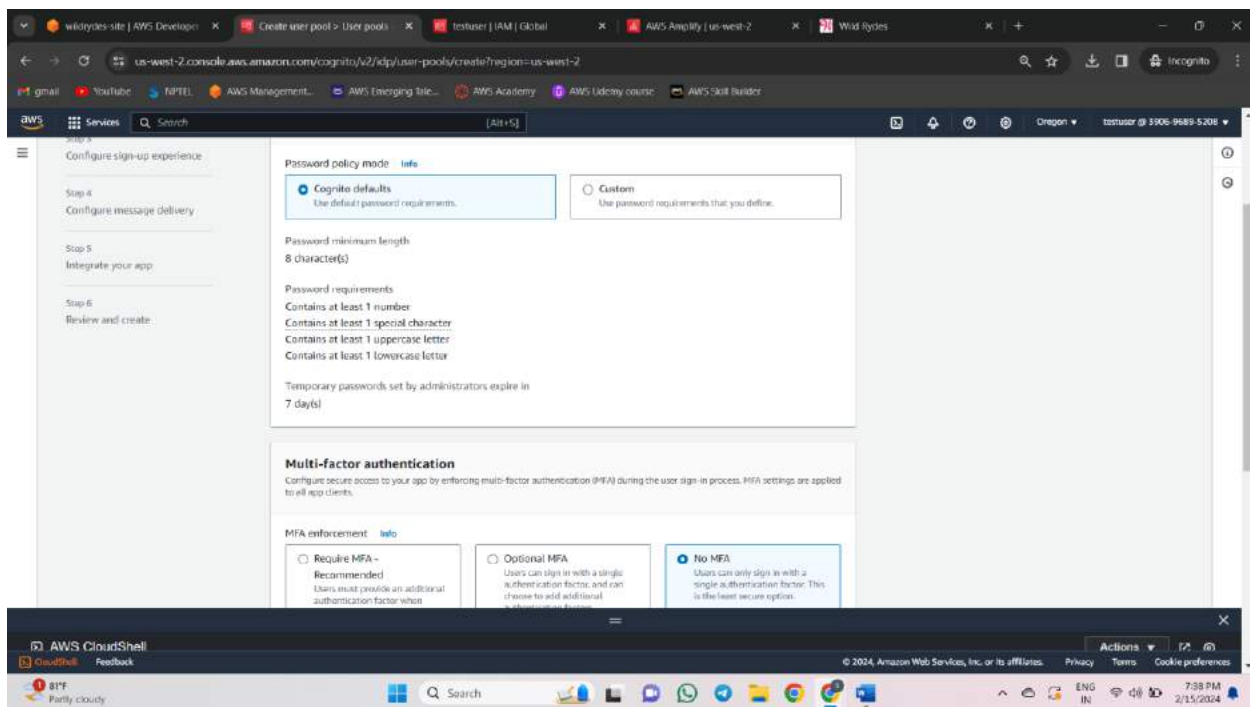 wildrydes-site | AWS Developer
Create user pool > User pools
testuser | IAM | Global
AWS Amplify | us-west-2
Wild Rydes
us-west-2.console.aws.amazon.com/cognito/v2/idp/user-pools/create?region=us-west-2
Incognito
gmail
YouTube
NPTEL
AWS Management...
AWS Emerging Tale...
AWS Academy
AWS Udemy course
AWS Skill Builder
aws
Services
Search
[Alt+S]
Oregon
testuser @ 3906-9689-5208
Step 3
Configure sign-up experience
Step 4
Configure message delivery
Step 5
Integrate your app
Step 6
Review and create
Password policy mode Info
Cognito defaults
Use default password requirements.
Custom
Use password requirements that you define.
Password minimum length
8 character(s)
Password requirements
Contains at least 1 number
Contains at least 1 special character
Contains at least 1 uppercase letter
Contains at least 1 lowercase letter
Temporary passwords set by administrators expire in
7 day(s)
Multi-factor authentication
Configure secure access to your app by enforcing multi-factor authentication (MFA) during the user sign-in process. MFA settings are applied
to all app clients.
MFA enforcement Info
Require MFA -
Recommended
Users must provide an additional
authentication factor when
Optional MFA
Users can sign in with a single
authentication factor, and can
choose to add additional
authentication factors
No MFA
Users can only sign in with a
single authentication factor. This
is the least secure option.
AWS CloudShell
Actions
CloudShell
Feedback
© 2024, Amazon Web Services, Inc. or its affiliates.
Privacy
Terms
Cookie preferences
1
81°F
Partly cloudy
Search
ENG
IN
7:38 PM
2/15/2024